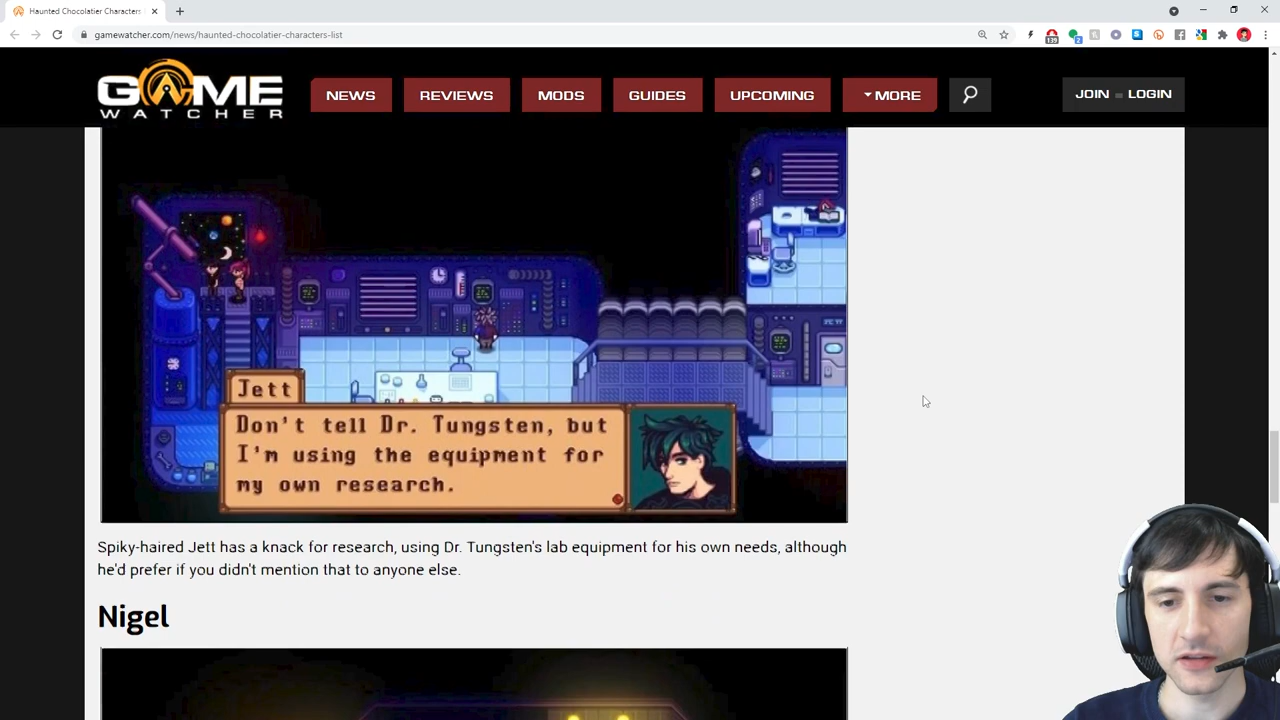 Haunted Chocolatier Characters
gamewatcher.com/news/haunted-chocolatier-characters-list
139
2
GAME
WATCHER
NEWS
REVIEWS
MODS
GUIDES
UPCOMING
MORE
JOIN
LOGIN
Jett
Don't tell Dr. Tungsten, but
I'm using the equipment for
my own research.
Spiky-haired Jett has a knack for research, using Dr. Tungsten's lab equipment for his own needs, although
he'd prefer if you didn't mention that to anyone else.
Nigel